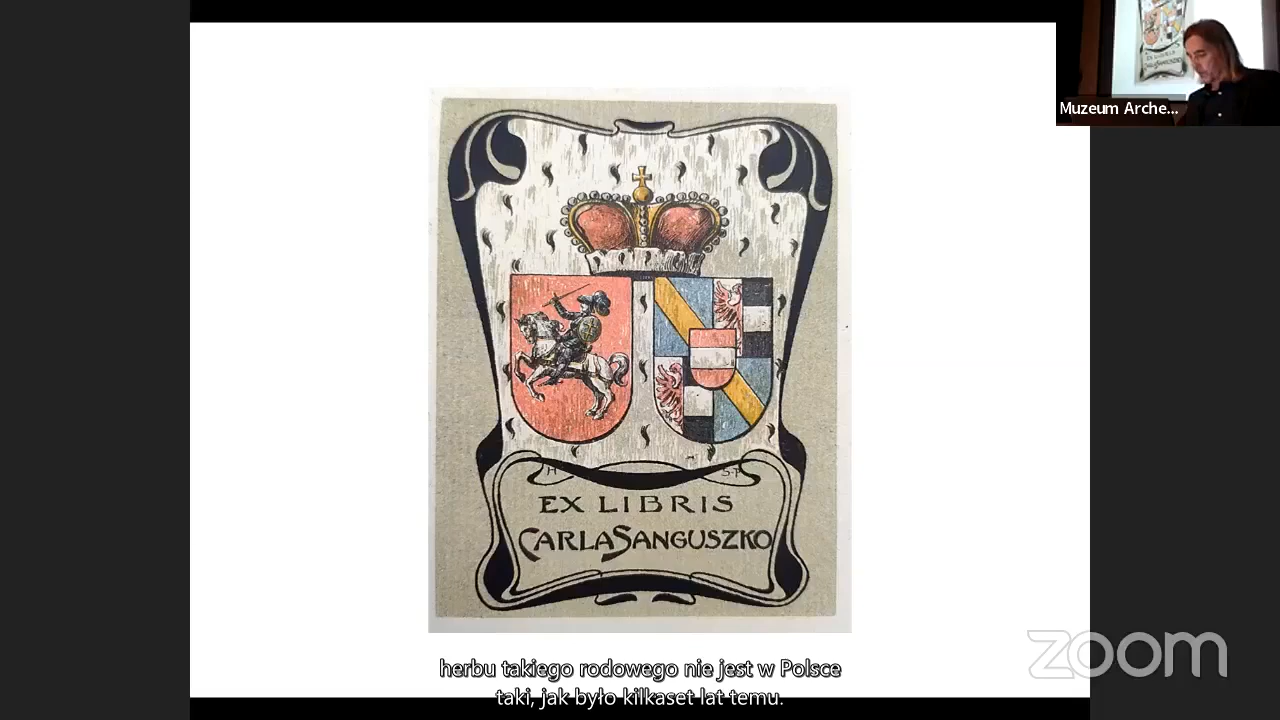 Muzeum Arche...
H
EX LIBRIS
CARLA SANGUSZKO
zoom
herbu takiego rodowego nie jest w Polsce
taki, jak było kilkaset lat temu.